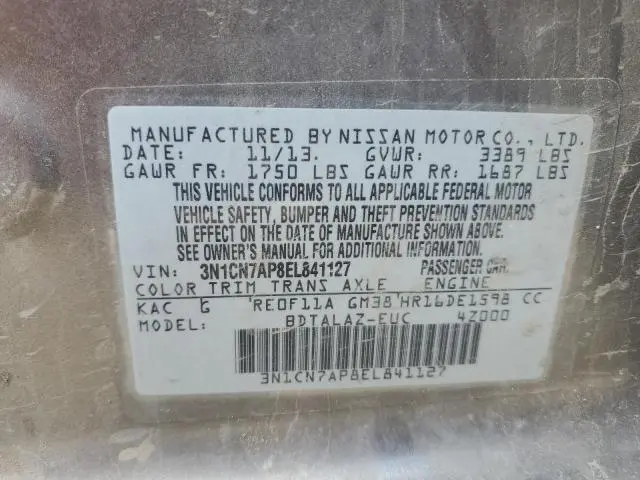 MANUFACTURED BY NISSAN MOTOR CO., LTD.
DATE: 11/13. GVWR: 3389 LBS
GAWR FR: 1750 LBS GAWR RR: 1687 LBS
THIS VEHICLE CONFORMS TO ALL APPLICABLE FEDERAL MOTOR
VEHICLE SAFETY, BUMPER AND THEFT PREVENTION STANDARDS
IN EFFECT ON THE DATE OF MANUFACTURE SHOWN ABOVE.
SEE OWNER'S MANUAL FOR ADDITIONAL INFORMATION.
VIN: 3N1CN7AP8EL841127 PASSENGER CAR
COLOR TRIM TRANS AXLE ENGINE
KAC G RE0F11A GM38 HR16DE1598 CC
MODEL: BDTALAZ-EUC 4Z000
3N1CN7AP8EL841127